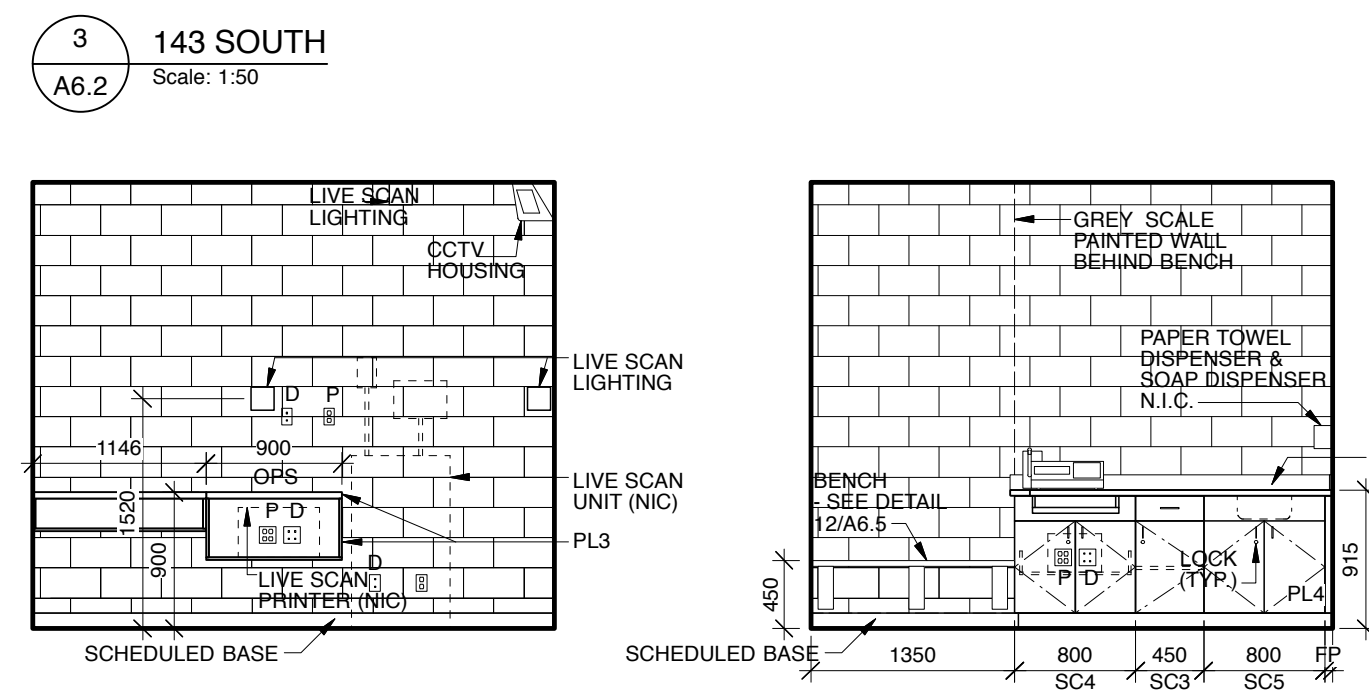 3
A6.2
143 SOUTH
Scale: 1:50
LIVE SCAN
LIGHTING
CCTV
HOUSING
LIVE SCAN
LIGHTING
D P
1146
900
OPS
LIVE SCAN
UNIT (NIC)
1520
P D
PL3
900
D
LIVE SCAN
PRINTER (NIC)
SCHEDULED BASE
GREY SCALE
PAINTED WALL
BEHIND BENCH
PAPER TOWEL
DISPENSER &
SOAP DISPENSER
N.I.C.
BENCH
- SEE DETAIL
12/A6.5
LOCK
(TYP.)
P D
PL4
450
915
SCHEDULED BASE
1350
800
450
800
FP
SC4
SC3
SC5